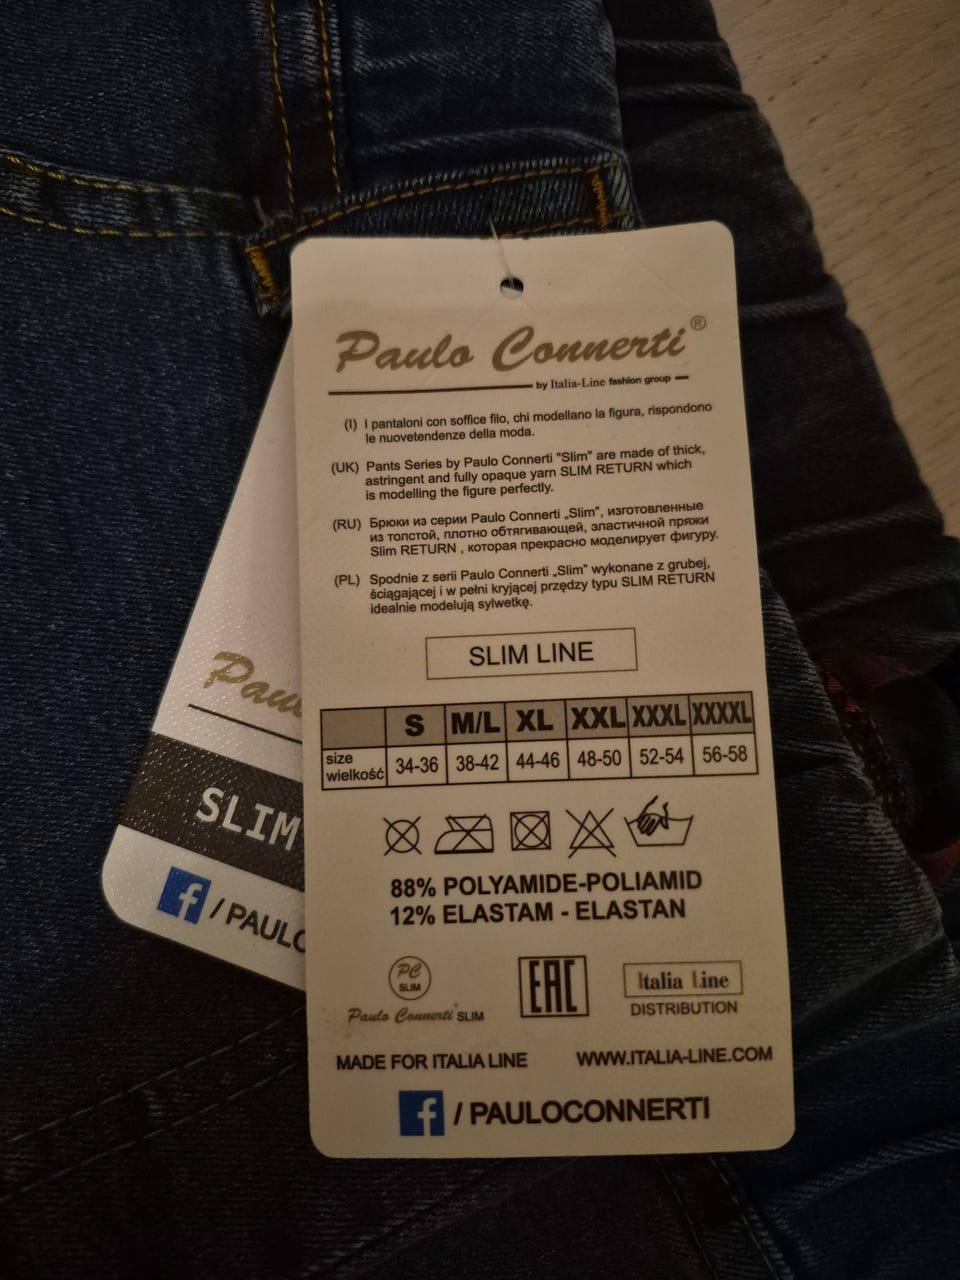 Paulo Connerti®
by Italia-Line fashion group
(I) I pantaloni con soffice filo, chi modellano la figura, rispondono
le nuovetendenze della moda.
(UK) Pants Series by Paulo Connerti "Slim" are made of thick,
astringent and fully opaque yarn SLIM RETURN which
is modelling the figure perfectly.
(RU) Брюки из серии Paulo Connerti „Slim", изготовленные
из толстой, плотно обтягивающей, эластичной пряжи
Slim RETURN , которая прекрасно моделирует фигуру.
(PL) Spodnie z serii Paulo Connerti „Slim" wykonane z grubej,
ściągającej i w pełni kryjącej przędzy typu SLIM RETURN
idealnie modelują sylwetkę.
SLIM LINE
S M/L XL XXL XXXL XXXXL
size
wielkość 34-36 38-42 44-46 48-50 52-54 56-58
88% POLYAMIDE-POLIAMID
12% ELASTAM - ELASTAN
PC
SLIM
Paulo Connerti® SLIM
EAC
Italia Line
DISTRIBUTION
MADE FOR ITALIA LINE WWW.ITALIA-LINE.COM
f / PAULOCONNERTI
Pau
SLIM
f / PAULO